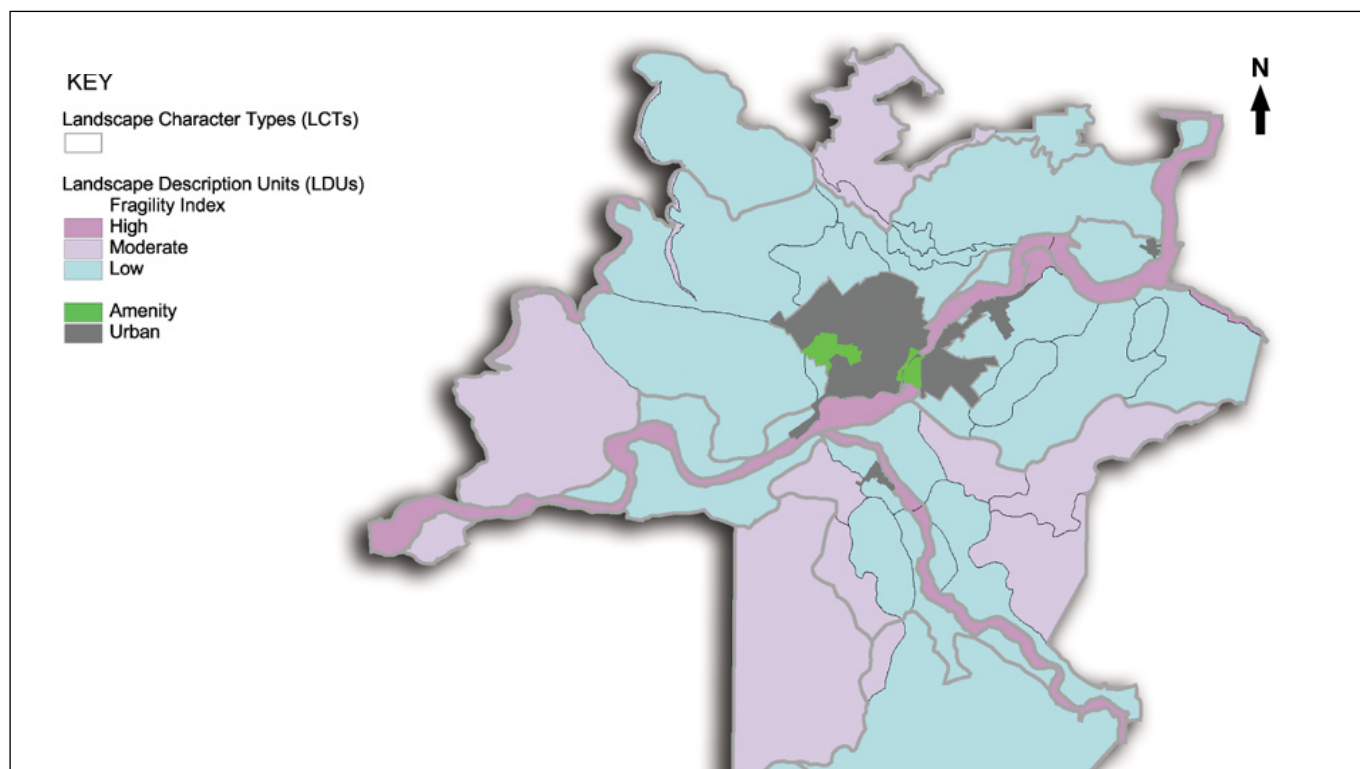 KEY
Landscape Character Types (LCTs)
Landscape Description Units (LDUs)
Fragility Index
High
Moderate
Low
Amenity
Urban
N